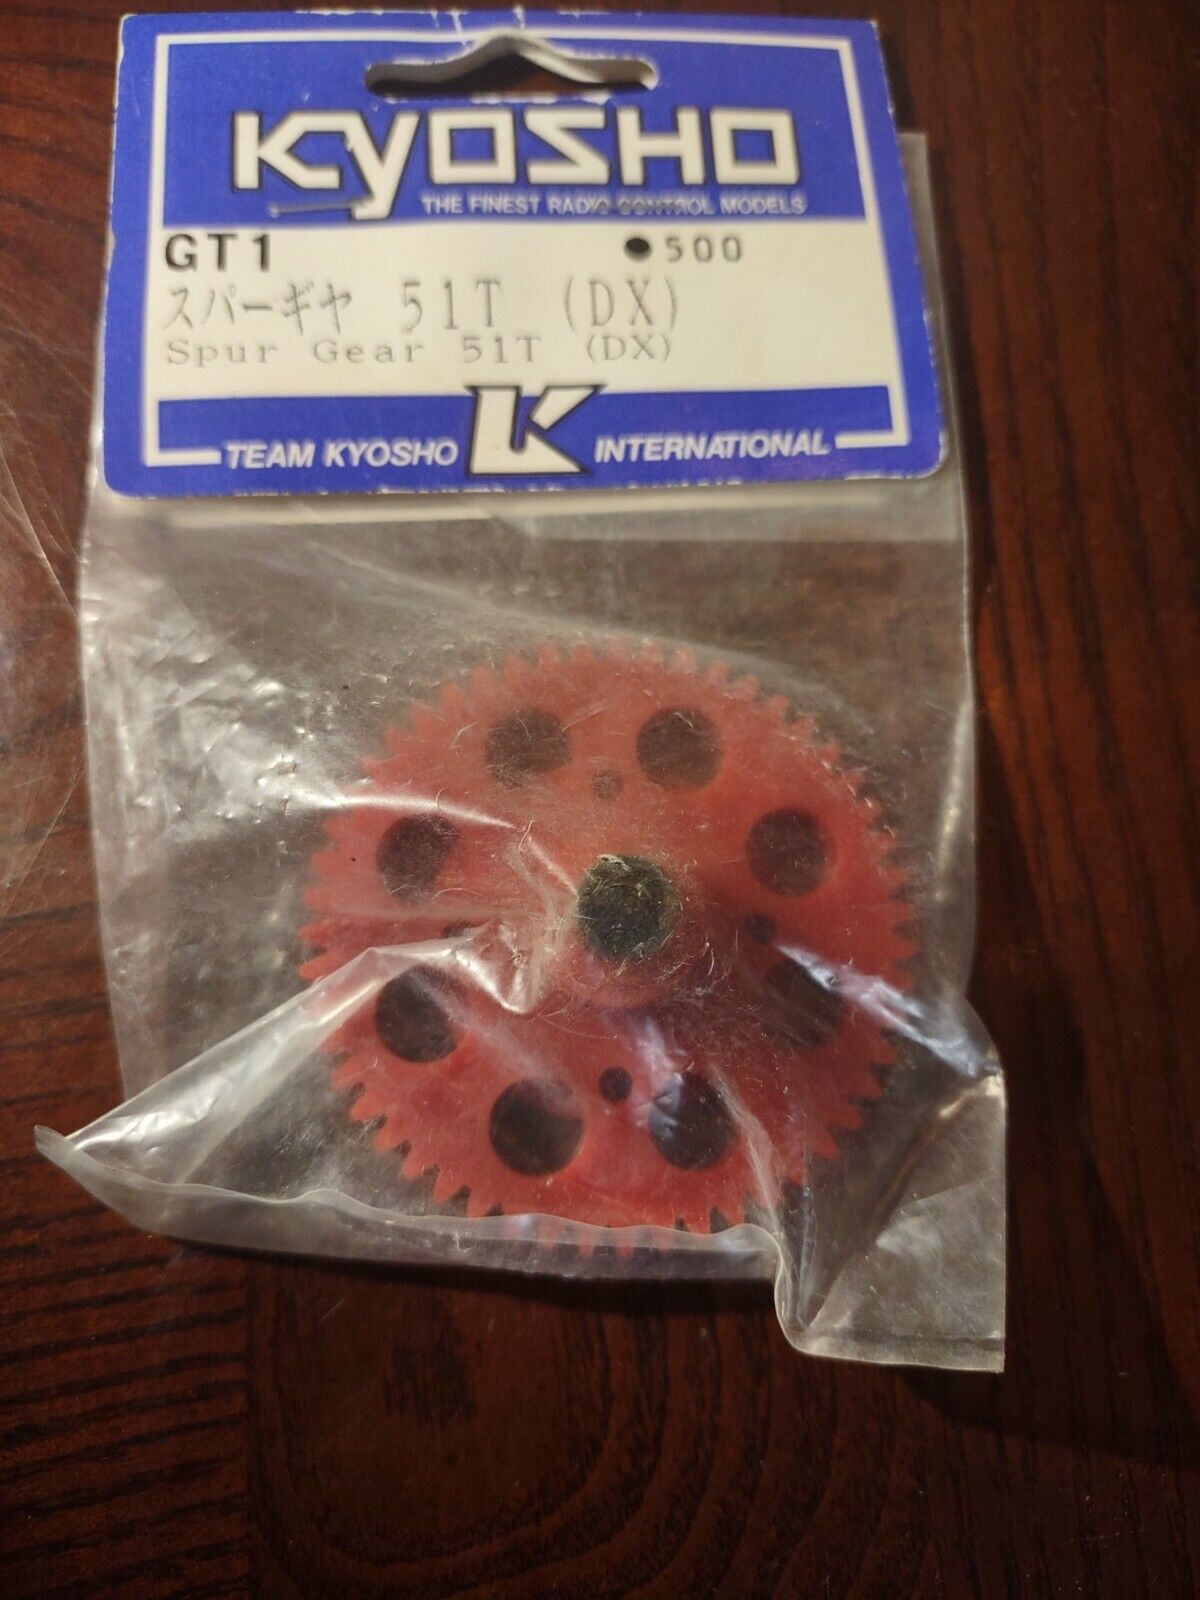 KYOSHO
THE FINEST RADIO CONTROL MODELS
GT1 ●500
スパーギヤ 51T (DX)
Spur Gear 51T (DX)
TEAM KYOSHO K INTERNATIONAL